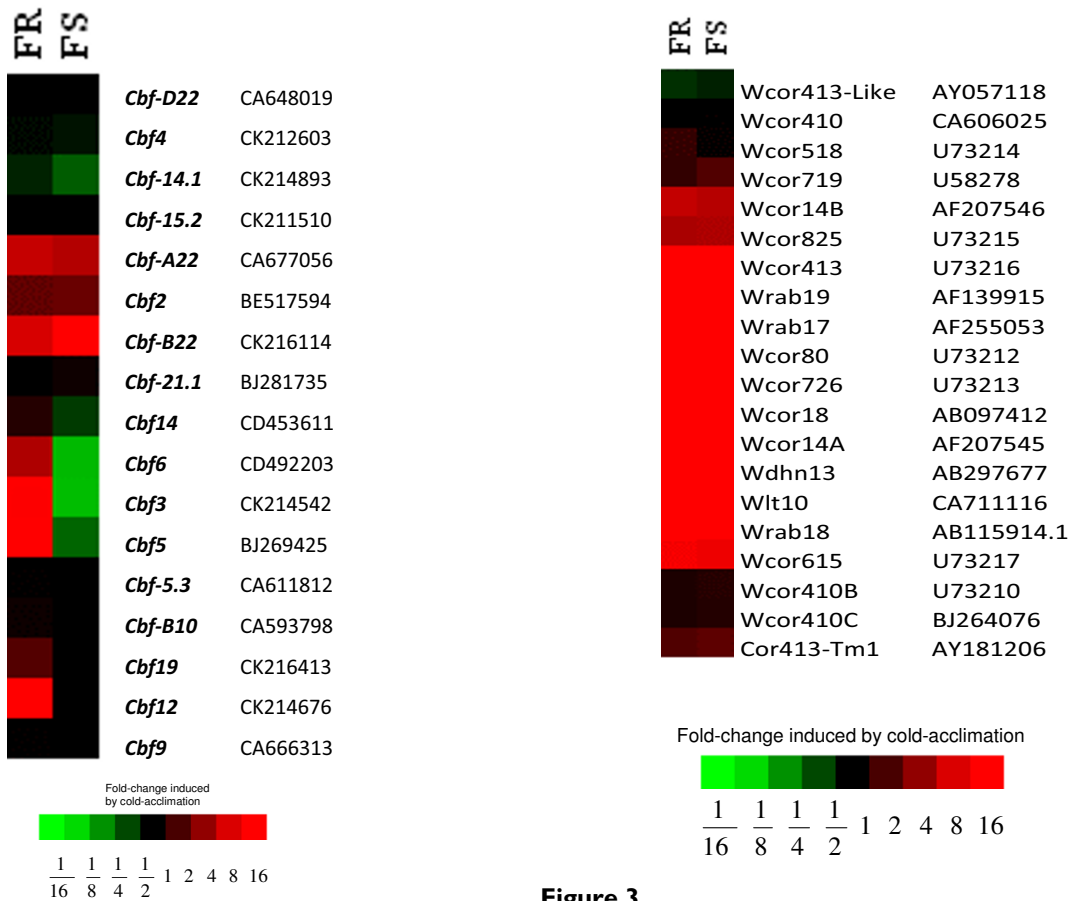 FR FS
Cbf-D22 CA648019
Cbf4 CK212603
Cbf-14.1 CK214893
Cbf-15.2 CK211510
Cbf-A22 CA677056
Cbf2 BE517594
Cbf-B22 CK216114
Cbf-21.1 BJ281735
Cbf14 CD453611
Cbf6 CD492203
Cbf3 CK214542
Cbf5 BJ269425
Cbf-5.3 CA611812
Cbf-B10 CA593798
Cbf19 CK216413
Cbf12 CK214676
Cbf9 CA666313
Fold-change induced
by cold-acclimation
1/16 1/8 1/4 1/2 1 2 4 8 16
FR FS
Wcor413-Like AY057118
Wcor410 CA606025
Wcor518 U73214
Wcor719 U58278
Wcor14B AF207546
Wcor825 U73215
Wcor413 U73216
Wrab19 AF139915
Wrab17 AF255053
Wcor80 U73212
Wcor726 U73213
Wcor18 AB097412
Wcor14A AF207545
Wdhn13 AB297677
Wlt10 CA711116
Wrab18 AB115914.1
Wcor615 U73217
Wcor410B U73210
Wcor410C BJ264076
Cor413-Tm1 AY181206
Fold-change induced by cold-acclimation
1/16 1/8 1/4 1/2 1 2 4 8 16
Figure 3